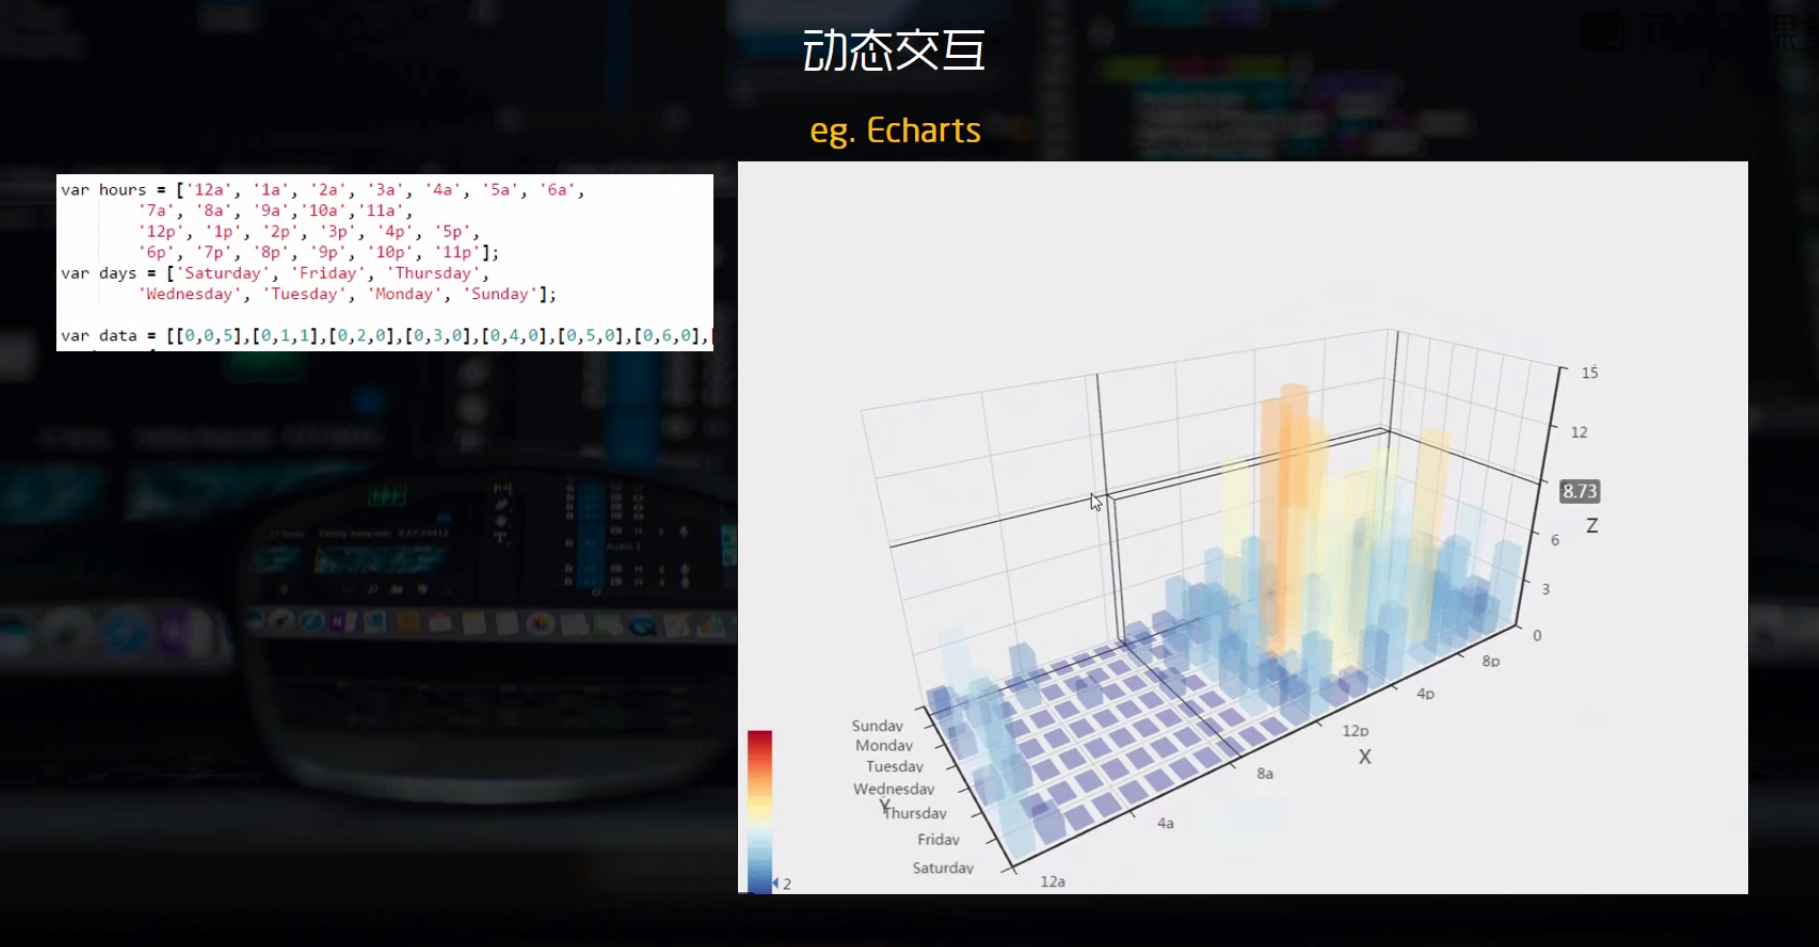 动态交互
eg. Echarts
var hours = ['12a', '1a', '2a', '3a', '4a', '5a', '6a',
'7a', '8a', '9a','10a','11a',
'12p', '1p', '2p', '3p', '4p', '5p',
'6p', '7p', '8p', '9p', '10p', '11p'];
var days = ['Saturday', 'Friday', 'Thursday',
'Wednesday', 'Tuesday', 'Monday', 'Sunday'];
var data = [[0,0,5],[0,1,1],[0,2,0],[0,3,0],[0,4,0],[0,5,0],[0,6,0],
15
12
8.73
Z
6
3
0
8p
4p
12p
X
8a
4a
12a
Sunday
Monday
Tuesday
Wednesday
Y
Thursday
Friday
Saturday
2